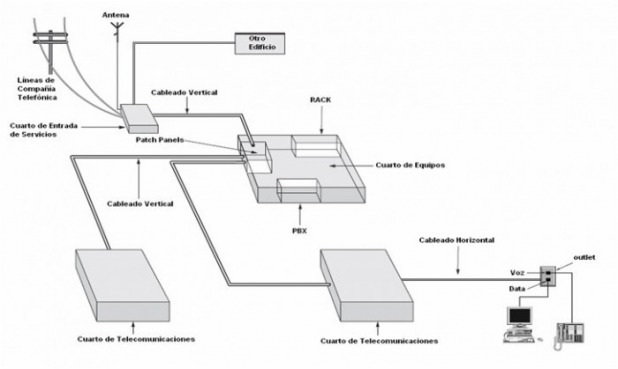 Antena
Otro
Edificio
Líneas de
Compañía
Telefónica
Cableado Vertical
RACK
Cuarto de Entrada
de Servicios
Patch Panels
Cuarto de Equipos
Cableado Vertical
PBX
Cableado Horizontal
outlet
Voz
Data
Cuarto de Telecomunicaciones
Cuarto de Telecomunicaciones